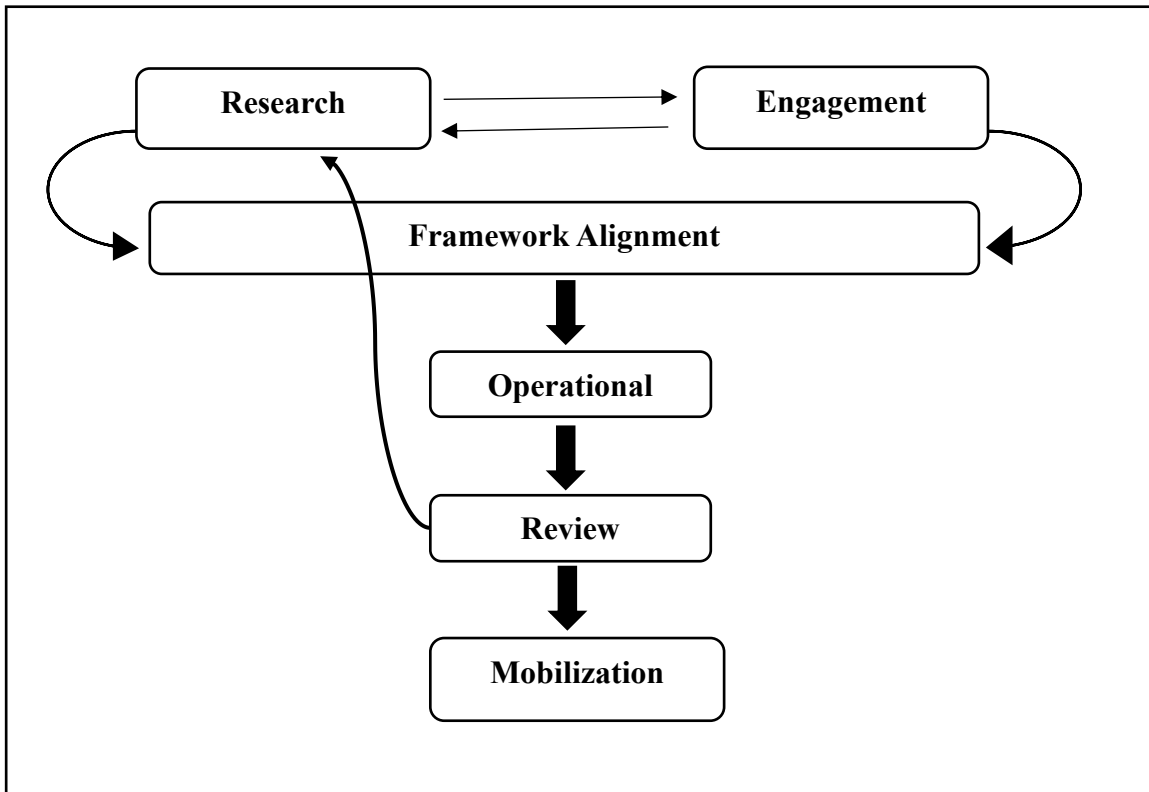 Research
Engagement
Framework Alignment
Operational
Review
Mobilization